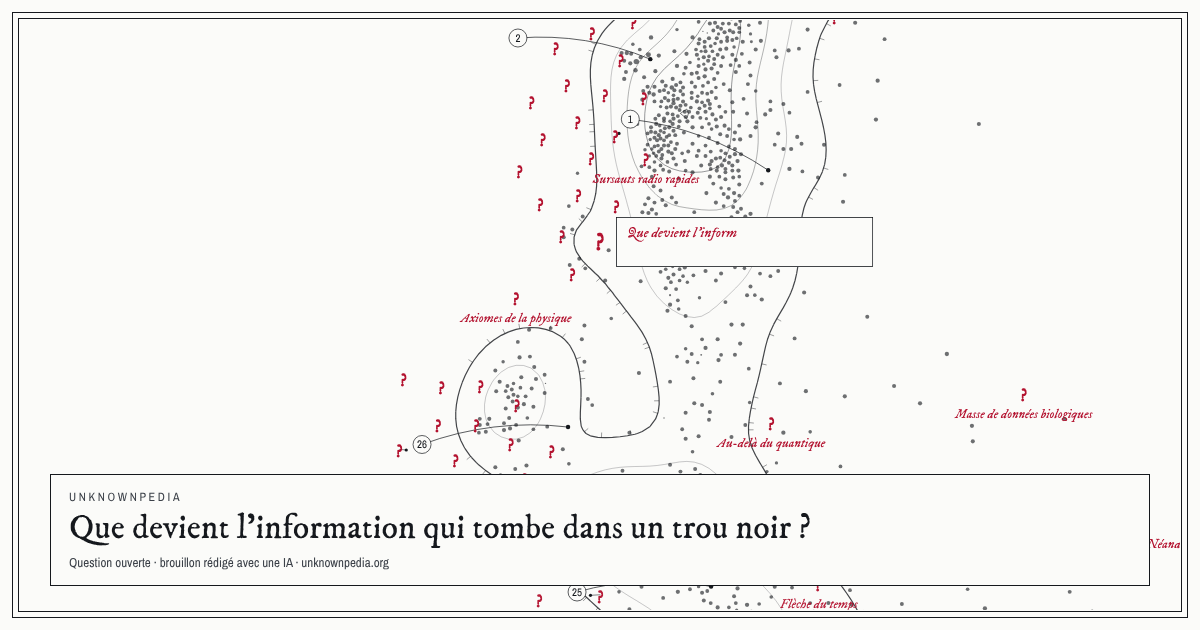 2
1
Sursauts radio rapides
Que devient l'inform
Axiomes de la physique
Masse de données biologiques
Au-delà du quantique
26
UNKNOWNPEDIA
Que devient l'information qui tombe dans un trou noir ?
Question ouverte · brouillon rédigé avec une IA · unknownpedia.org
Néana
25
Flèche du temps